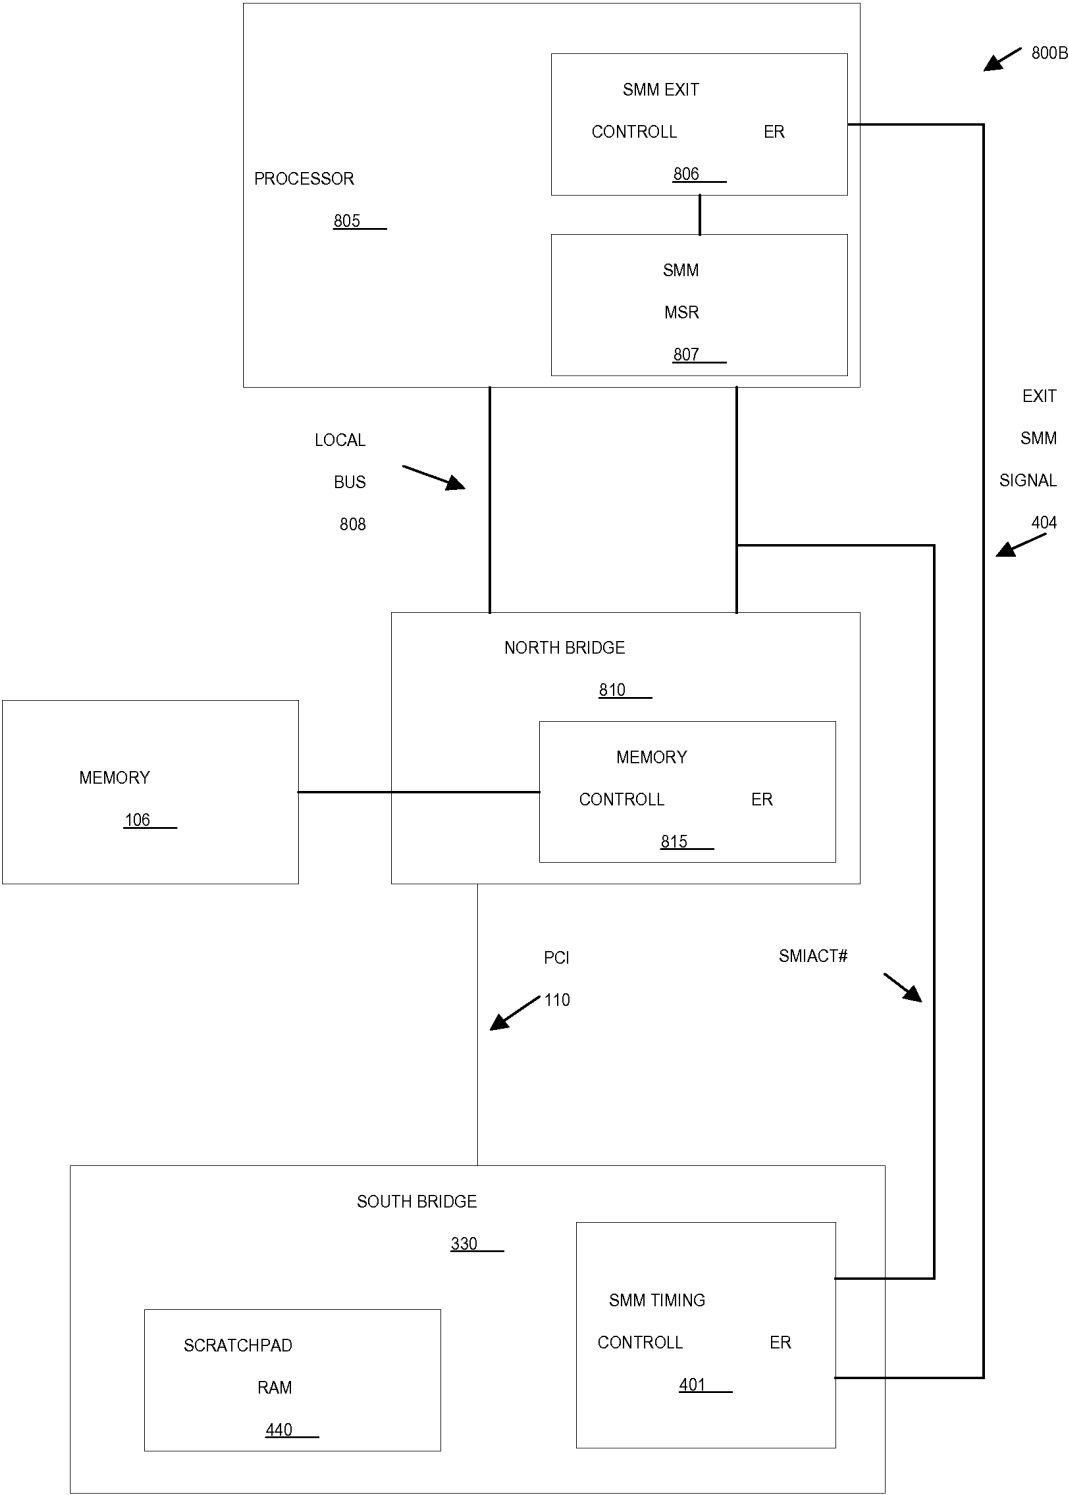 800B
SMM EXIT
CONTROLL ER
806
PROCESSOR
805
SMM
MSR
807
EXIT
SMM
SIGNAL
404
LOCAL
BUS
808
NORTH BRIDGE
810
MEMORY
CONTROLL ER
815
MEMORY
106
PCI
110
SMIACT#
SOUTH BRIDGE
330
SMM TIMING
CONTROLL ER
401
SCRATCHPAD
RAM
440